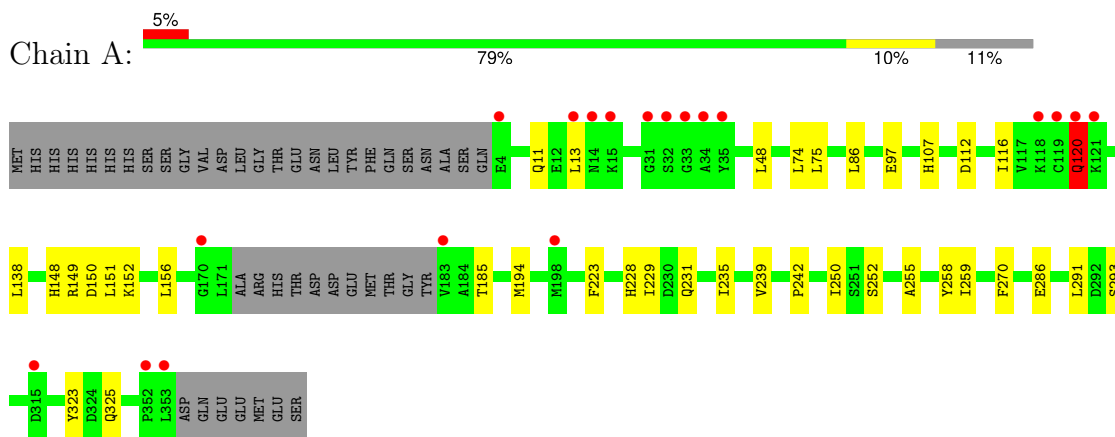 5%
Chain A:
79% 10% 11%
MET HIS HIS HIS HIS HIS HIS SER SER GLY VAL ASP LEU GLY THR GLU ASN LEU TYR PHE GLN SER ASN ALA SER GLN E4 Q11 E12 L13 N14 K15 G31 S32 G33 A34 Y35 L48 L74 L75 L86 E97 H107 D112 I116 V117 K118 C119 Q120 K121
L138 H148 R149 D150 L151 K152 L156 G170 L171 ALA ARG HIS THR ASP ASP GLU MET THR GLY TYR V183 A184 T185 M194 M198 F223 H228 I229 D230 Q231 I235 V239 P242 I250 S251 S252 A255 Y258 I259 F270 E286 L291 D292 S293
D315 Y323 D324 Q325 P352 L353 ASP GLN GLU GLU MET GLU SER